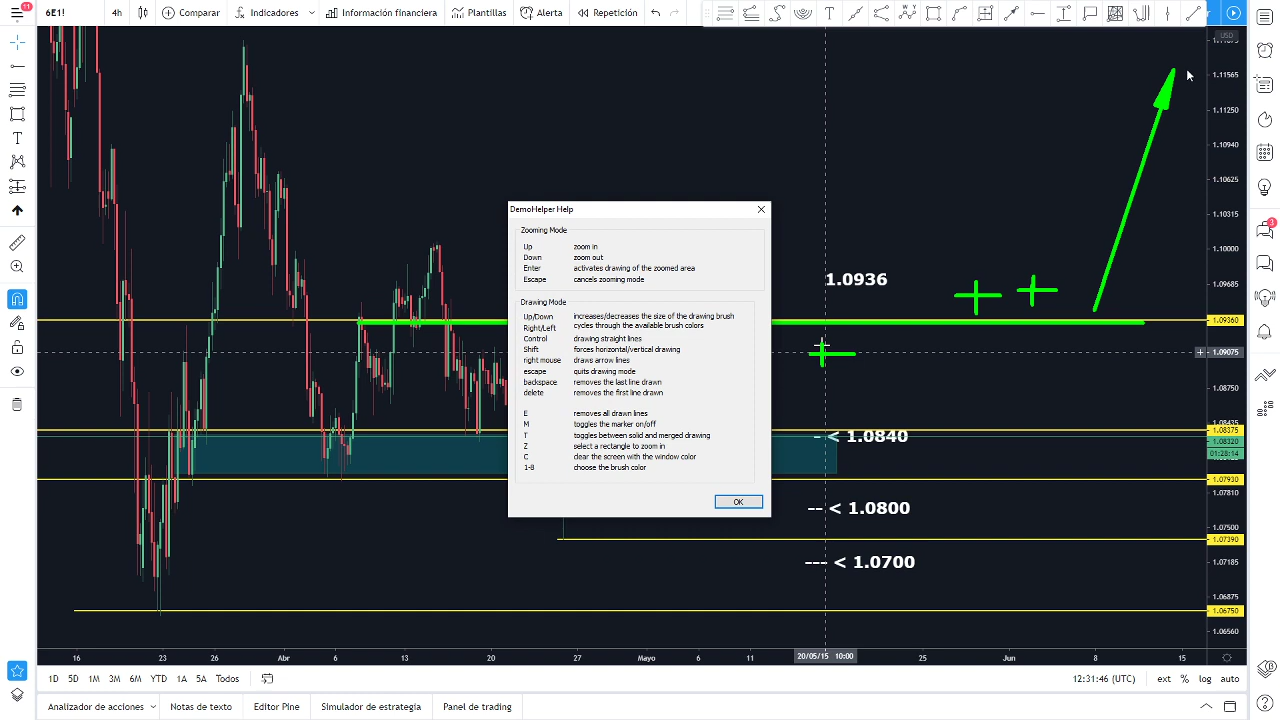 11
6E1!
4h
Comparar
Indicadores
Información financiera
Plantillas
Alerta
Repetición
USD
1.11565
1.11250
1.10940
1.10625
1.10315
1.10000
1.09685
1.09360
1.09075
1.08750
1.08435
1.08375
1.08320
01:28:14
1.07930
1.07810
1.07500
1.07390
1.07185
1.06875
1.06750
1.06560
3
DemoHelper Help
Zooming Mode
Up zoom in
Down zoom out
Enter activates drawing of the zoomed area
Escape cancels zooming mode
Drawing Mode
Up/Down increases/decreases the size of the drawing brush
Right/Left cycles through the available brush colors
Control drawing straight lines
Shift forces horizontal/vertical drawing
right mouse draws arrow lines
escape quits drawing mode
backspace removes the last line drawn
delete removes the first line drawn
E removes all drawn lines
M toggles the marker on/off
T toggles between solid and merged drawing
Z select a rectangle to zoom in
C clear the screen with the window color
1-8 choose the brush color
OK
1.0936
- < 1.0840
-- < 1.0800
--- < 1.0700
16 23 26 Abr 6 13 20 27 Mayo 6 11 20/05/15 10:00 25 Jun 8 15
1D 5D 1M 3M 6M YTD 1A 5A Todos
12:31:46 (UTC) ext % log auto
Analizador de acciones Notas de texto Editor Pine Simulador de estrategia Panel de trading